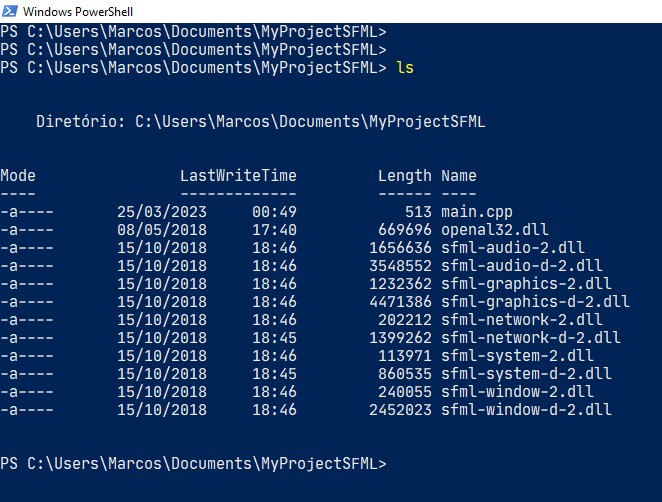 Windows PowerShell
PS C:\Users\Marcos\Documents\MyProjectSFML>
PS C:\Users\Marcos\Documents\MyProjectSFML>
PS C:\Users\Marcos\Documents\MyProjectSFML> ls
Diretório: C:\Users\Marcos\Documents\MyProjectSFML
Mode LastWriteTime Length Name
---- ------------- ------ ----
-a---- 25/03/2023 00:49 513 main.cpp
-a---- 08/05/2018 17:40 669696 openal32.dll
-a---- 15/10/2018 18:46 1656636 sfml-audio-2.dll
-a---- 15/10/2018 18:46 3548552 sfml-audio-d-2.dll
-a---- 15/10/2018 18:46 1232362 sfml-graphics-2.dll
-a---- 15/10/2018 18:46 4471386 sfml-graphics-d-2.dll
-a---- 15/10/2018 18:46 202212 sfml-network-2.dll
-a---- 15/10/2018 18:45 1399262 sfml-network-d-2.dll
-a---- 15/10/2018 18:46 113971 sfml-system-2.dll
-a---- 15/10/2018 18:45 860535 sfml-system-d-2.dll
-a---- 15/10/2018 18:46 240055 sfml-window-2.dll
-a---- 15/10/2018 18:46 2452023 sfml-window-d-2.dll
PS C:\Users\Marcos\Documents\MyProjectSFML>